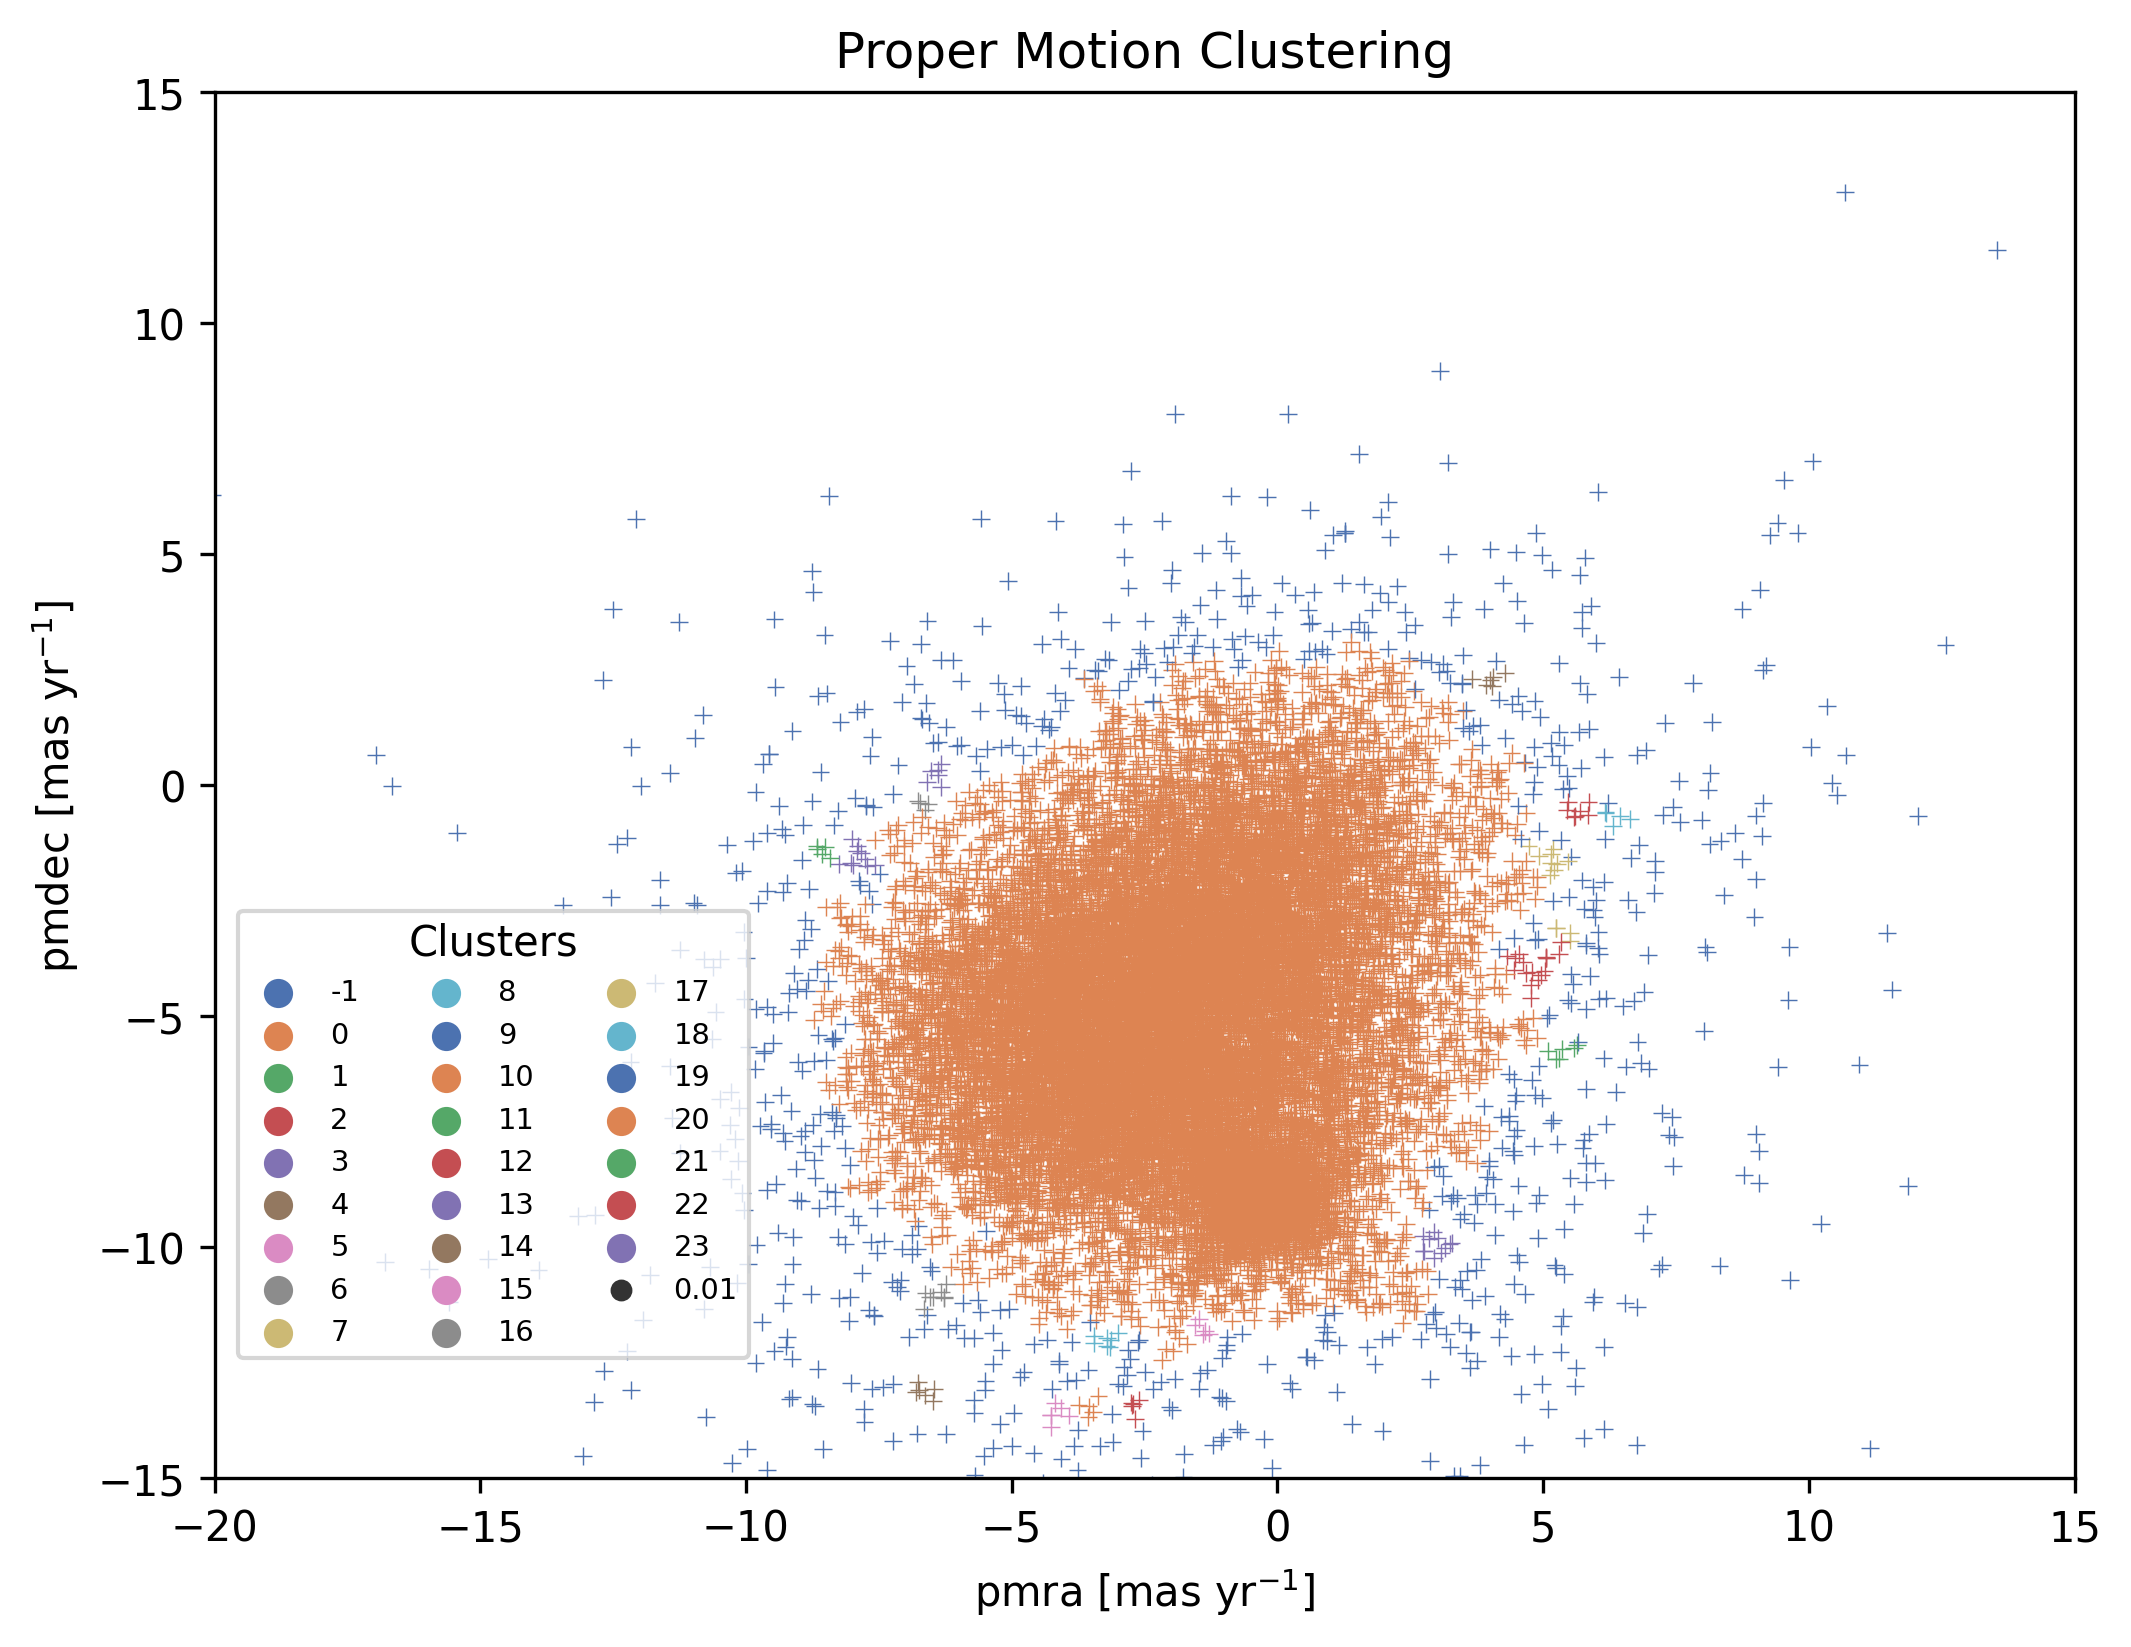 Proper Motion Clustering
15
10
5
0
−5
−10
−15
pmdec [mas yr⁻¹]
Clusters
-1 8 17
0 9 18
1 10 19
2 11 20
3 12 21
4 13 22
5 14 23
6 15 0.01
7 16
−20 −15 −10 −5 0 5 10 15
pmra [mas yr⁻¹]